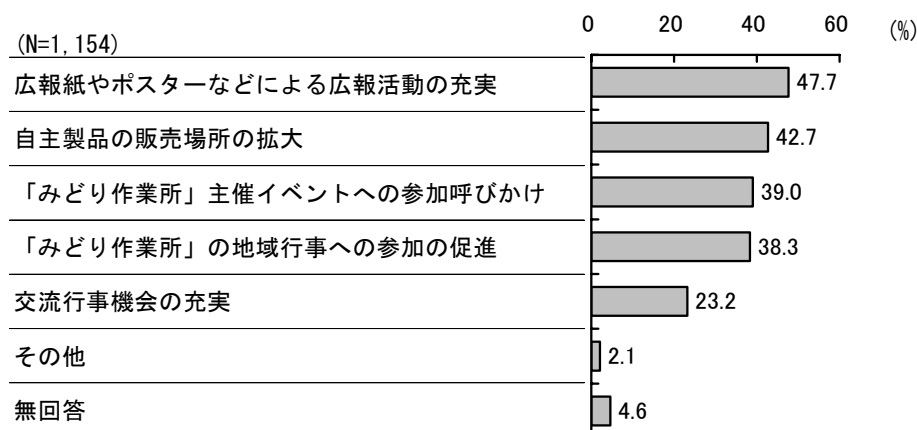 0 20 40 60 (%)
(N=1,154)
広報紙やポスターなどによる広報活動の充実 47.7
自主製品の販売場所の拡大 42.7
「みどり作業所」主催イベントへの参加呼びかけ 39.0
「みどり作業所」の地域行事への参加の促進 38.3
交流行事機会の充実 23.2
その他 2.1
無回答 4.6